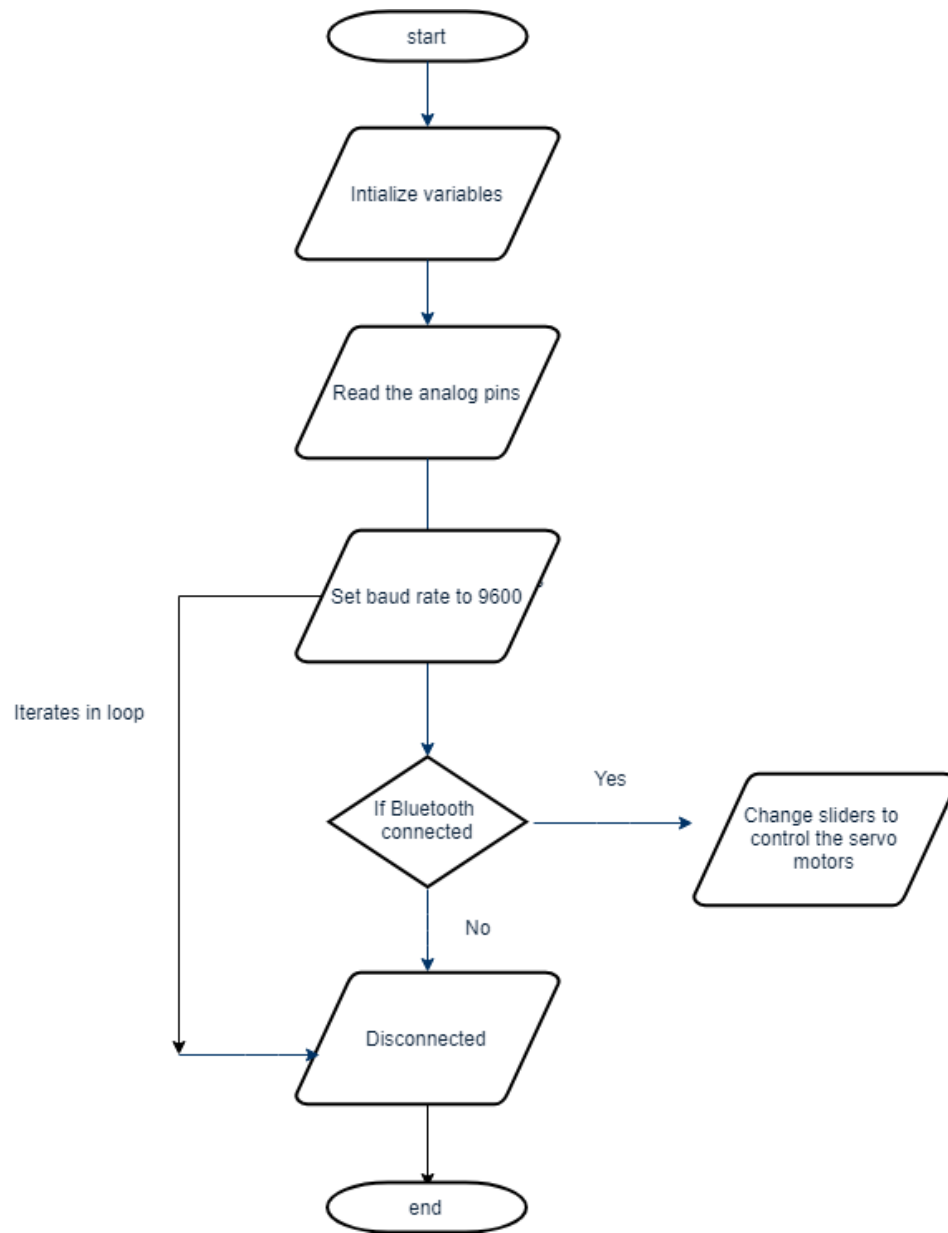 start
Intialize variables
Read the analog pins
Set baud rate to 9600
Iterates in loop
If Bluetooth
connected
Yes
Change sliders to
control the servo
motors
No
Disconnected
end